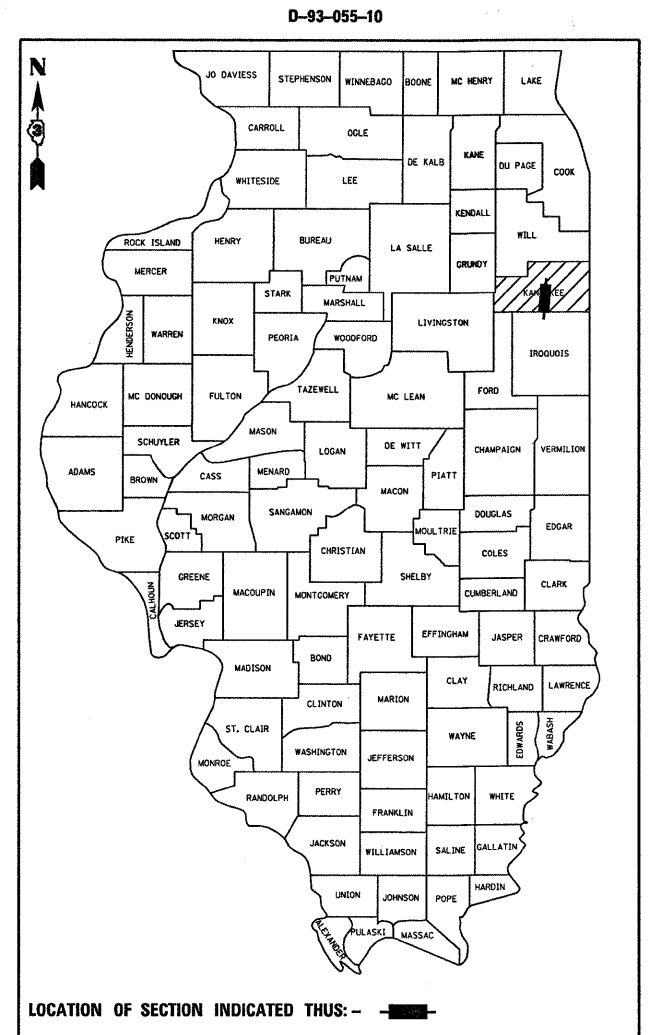 D-93-055-10
N
3
JO DAVIESS STEPHENSON WINNEBAGO BOONE MC HENRY LAKE
CARROLL OGLE
DE KALB KANE DU PAGE COOK
WHITESIDE LEE
KENDALL
ROCK ISLAND HENRY BUREAU LA SALLE WILL
MERCER PUTNAM GRUNDY
STARK MARSHALL KANKEE
HENDERSON WARREN KNOX PEORIA WOODFORD LIVINGSTON
IROQUOIS
HANCOCK MC DONOUGH FULTON TAZEWELL MC LEAN FORD
MASON
SCHUYLER LOGAN DE WITT CHAMPAIGN VERMILION
ADAMS BROWN CASS MENARD PIATT
MACON
PIKE SCOTT MORGAN SANGAMON MOULTRIE DOUGLAS EDGAR
CHRISTIAN COLES
CALHOUN GREENE MACOUPIN MONTGOMERY SHELBY CUMBERLAND CLARK
JERSEY
FAYETTE EFFINGHAM JASPER CRAWFORD
MADISON BOND
CLAY RICHLAND LAWRENCE
CLINTON MARION
ST. CLAIR WAYNE EDWARDS WABASH
WASHINGTON JEFFERSON
MONROE
RANDOLPH PERRY HAMILTON WHITE
FRANKLIN
JACKSON WILLIAMSON SALINE GALLATIN
UNION JOHNSON POPE HARDIN
ALEXANDER PULASKI MASSAC
LOCATION OF SECTION INDICATED THUS: -